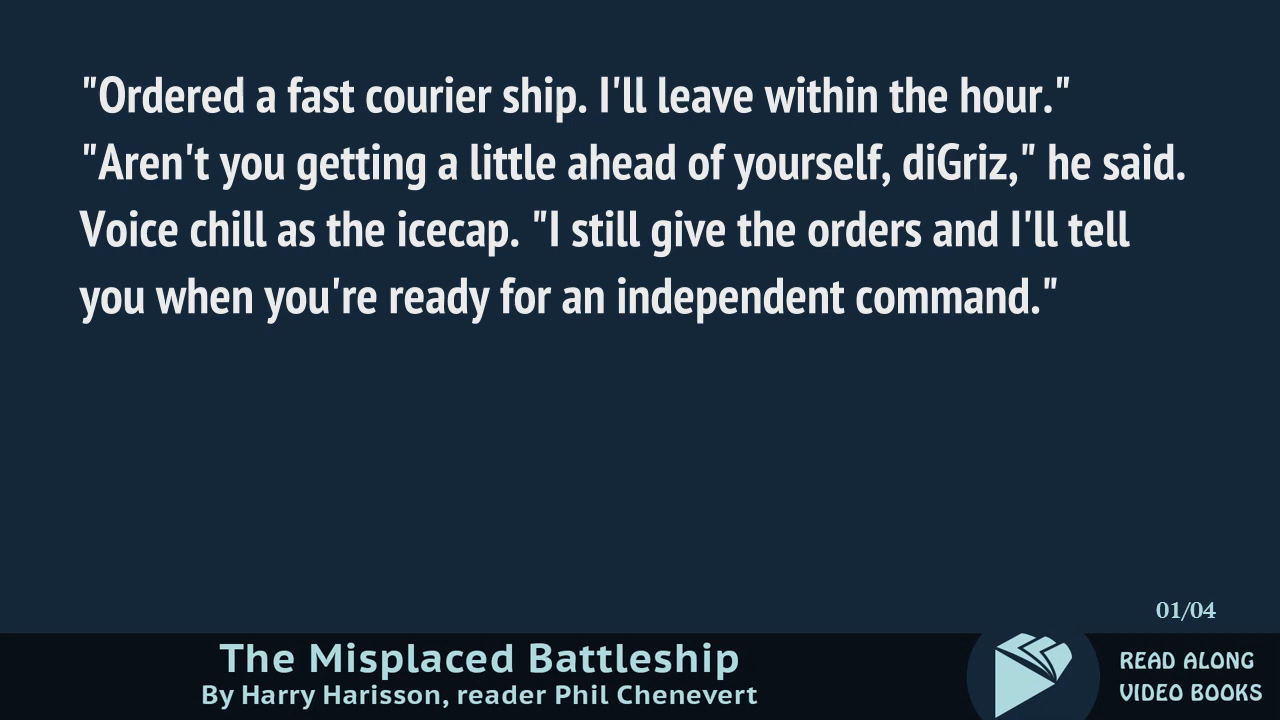 "Ordered a fast courier ship. I'll leave within the hour."
"Aren't you getting a little ahead of yourself, diGriz," he said.
Voice chill as the icecap. "I still give the orders and I'll tell
you when you're ready for an independent command."
01/04
The Misplaced Battleship
By Harry Harisson, reader Phil Chenevert
READ ALONG
VIDEO BOOKS